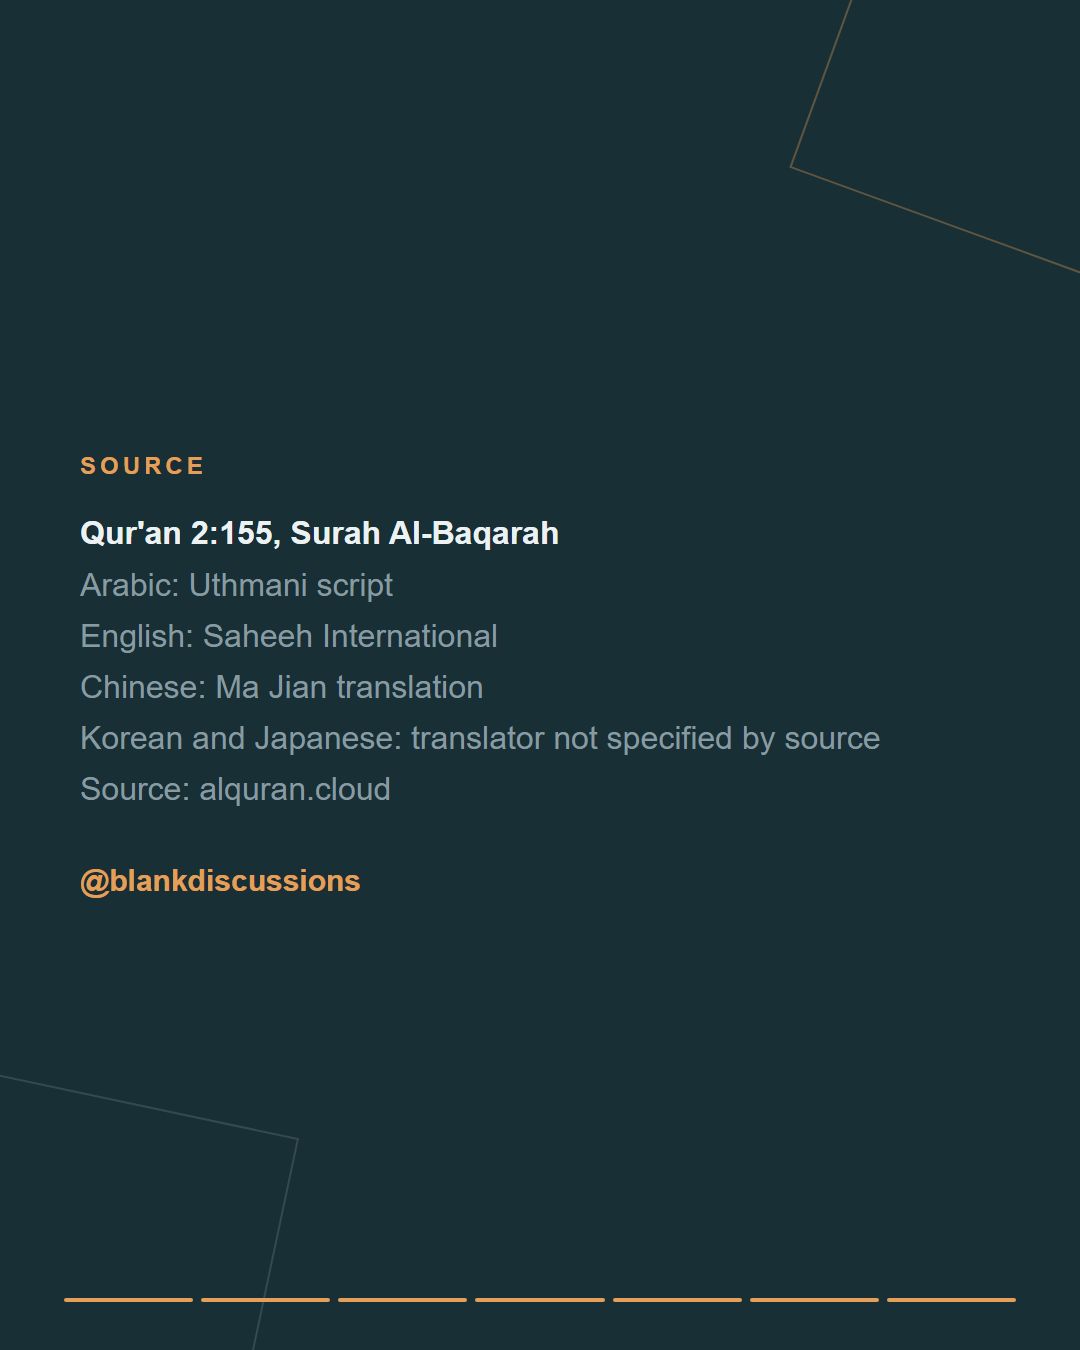 SOURCE
Qur'an 2:155, Surah Al-Baqarah
Arabic: Uthmani script
English: Saheeh International
Chinese: Ma Jian translation
Korean and Japanese: translator not specified by source
Source: alquran.cloud
@blankdiscussions